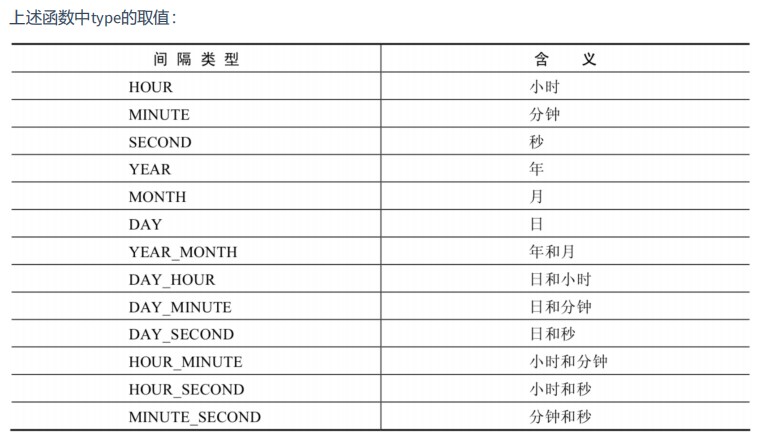 上述函数中type的取值：
间 隔 类 型 含 义
HOUR 小时
MINUTE 分钟
SECOND 秒
YEAR 年
MONTH 月
DAY 日
YEAR_MONTH 年和月
DAY_HOUR 日和小时
DAY_MINUTE 日和分钟
DAY_SECOND 日和秒
HOUR_MINUTE 小时和分钟
HOUR_SECOND 小时和秒
MINUTE_SECOND 分钟和秒